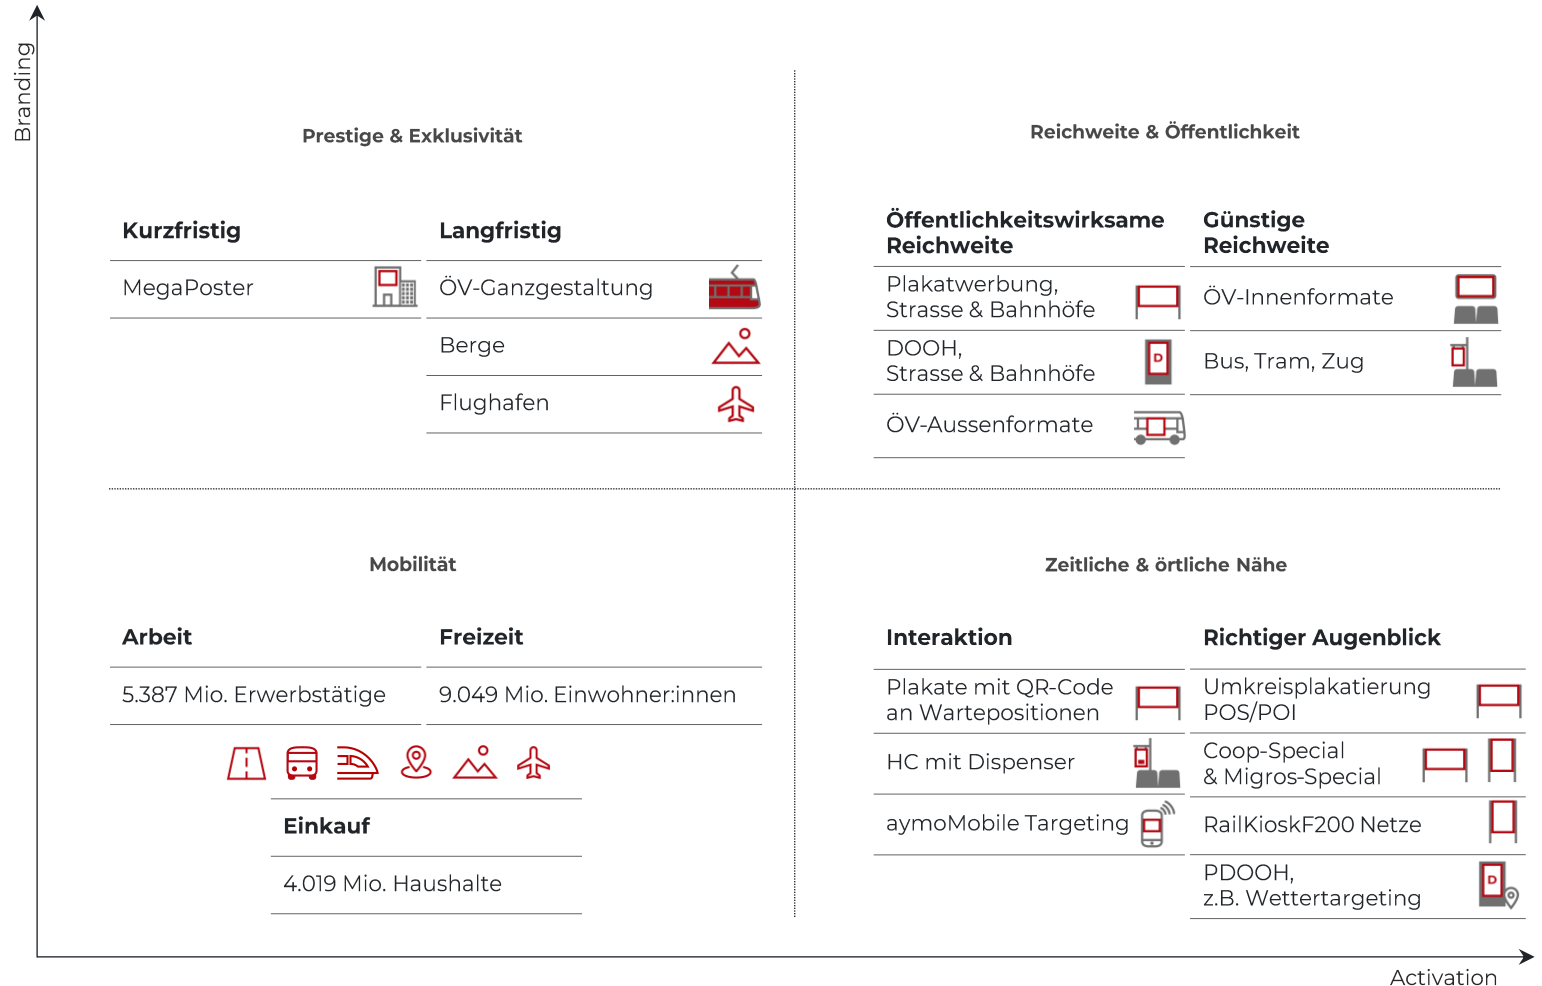 Branding
Prestige & Exklusivität
Kurzfristig
MegaPoster
Langfristig
ÖV-Ganzgestaltung
Berge
Flughafen
Reichweite & Öffentlichkeit
Öffentlichkeitswirksame
Reichweite
Plakatwerbung,
Strasse & Bahnhöfe
DOOH,
Strasse & Bahnhöfe
D
ÖV-Aussenformate
Günstige
Reichweite
ÖV-Innenformate
Bus, Tram, Zug
Mobilität
Arbeit
5.387 Mio. Erwerbstätige
Freizeit
9.049 Mio. Einwohner:innen
Einkauf
4.019 Mio. Haushalte
Zeitliche & örtliche Nähe
Interaktion
Plakate mit QR-Code
an Wartepositionen
HC mit Dispenser
aymoMobile Targeting
Richtiger Augenblick
Umkreisplakatierung
POS/POI
Coop-Special
& Migros-Special
RailKioskF200 Netze
PDOOH,
z.B. Wettertargeting
D
Activation